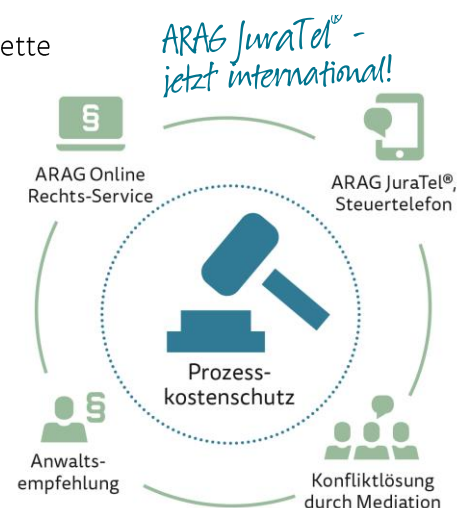 ette
ARAG JuraTel® -
jetzt international!
§
ARAG Online
Rechts-Service
ARAG JuraTel®,
Steuertelefon
Prozess-
kostenschutz
§
Anwalts-
empfehlung
Konfliktlösung
durch Mediation